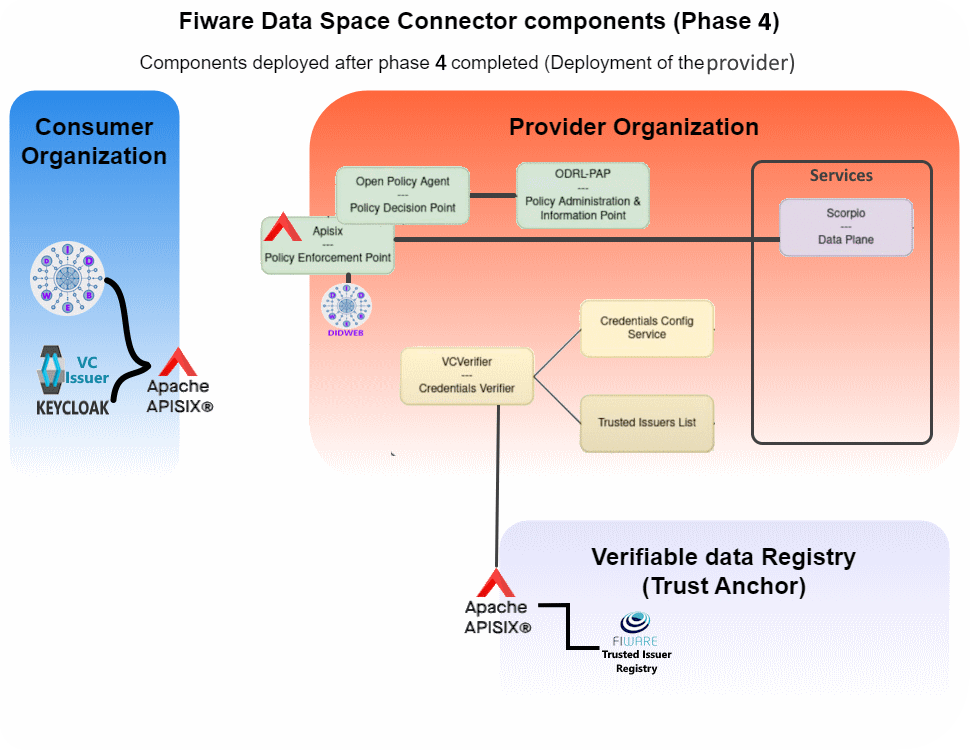 Fiware Data Space Connector components (Phase 4)
Components deployed after phase 4 completed (Deployment of the provider)
Consumer
Organization
I
D
D
W
B
E
VC
Issuer
KEYCLOAK
Apache
APISIX®
Provider Organization
Open Policy Agent
---
Policy Decision Point
ODRL-PAP
---
Policy Administration &
Information Point
Apisix
---
Policy Enforcement Point
DIDWEB
Services
Scorpio
---
Data Plane
Credentials Config
Service
VCVerifier
---
Credentials Verifier
Trusted Issuers List
Verifiable data Registry
(Trust Anchor)
Apache
APISIX®
FIWARE
Trusted Issuer
Registry